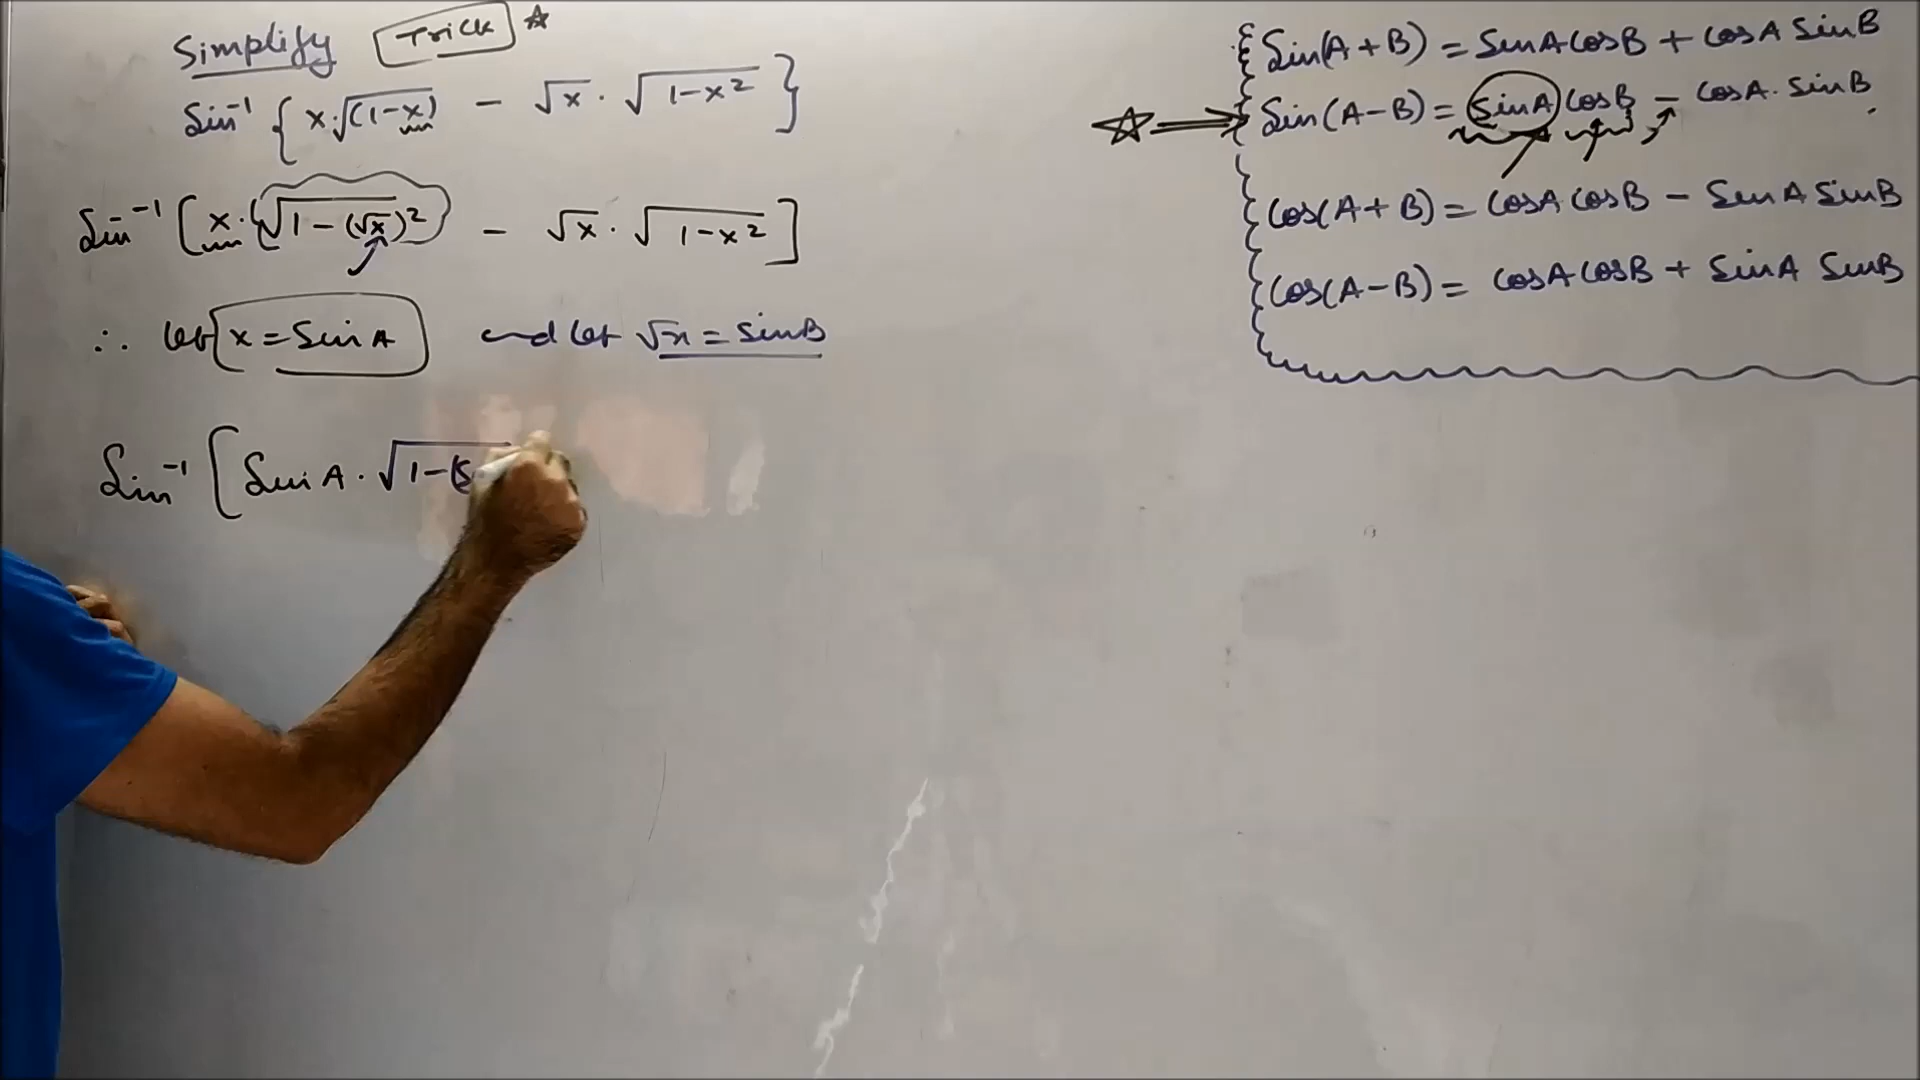 Simplify Trick ☆
Sin⁻¹ { x.√(1-x) - √x . √1-x² }
Sin⁻¹ [ x.(√1-(√x)²) - √x . √1-x² ]
∴ let x = Sin A and let √x = SinB
Sin⁻¹ [ Sin A . √1-(S
Sin(A+B) = SinA CosB + CosA SinB
☆ ⇒ Sin(A-B) = SinA CosB - CosA. SinB
Cos(A+B) = CosA CosB - SinA SinB
Cos(A-B) = CosA CosB + SinA SinB